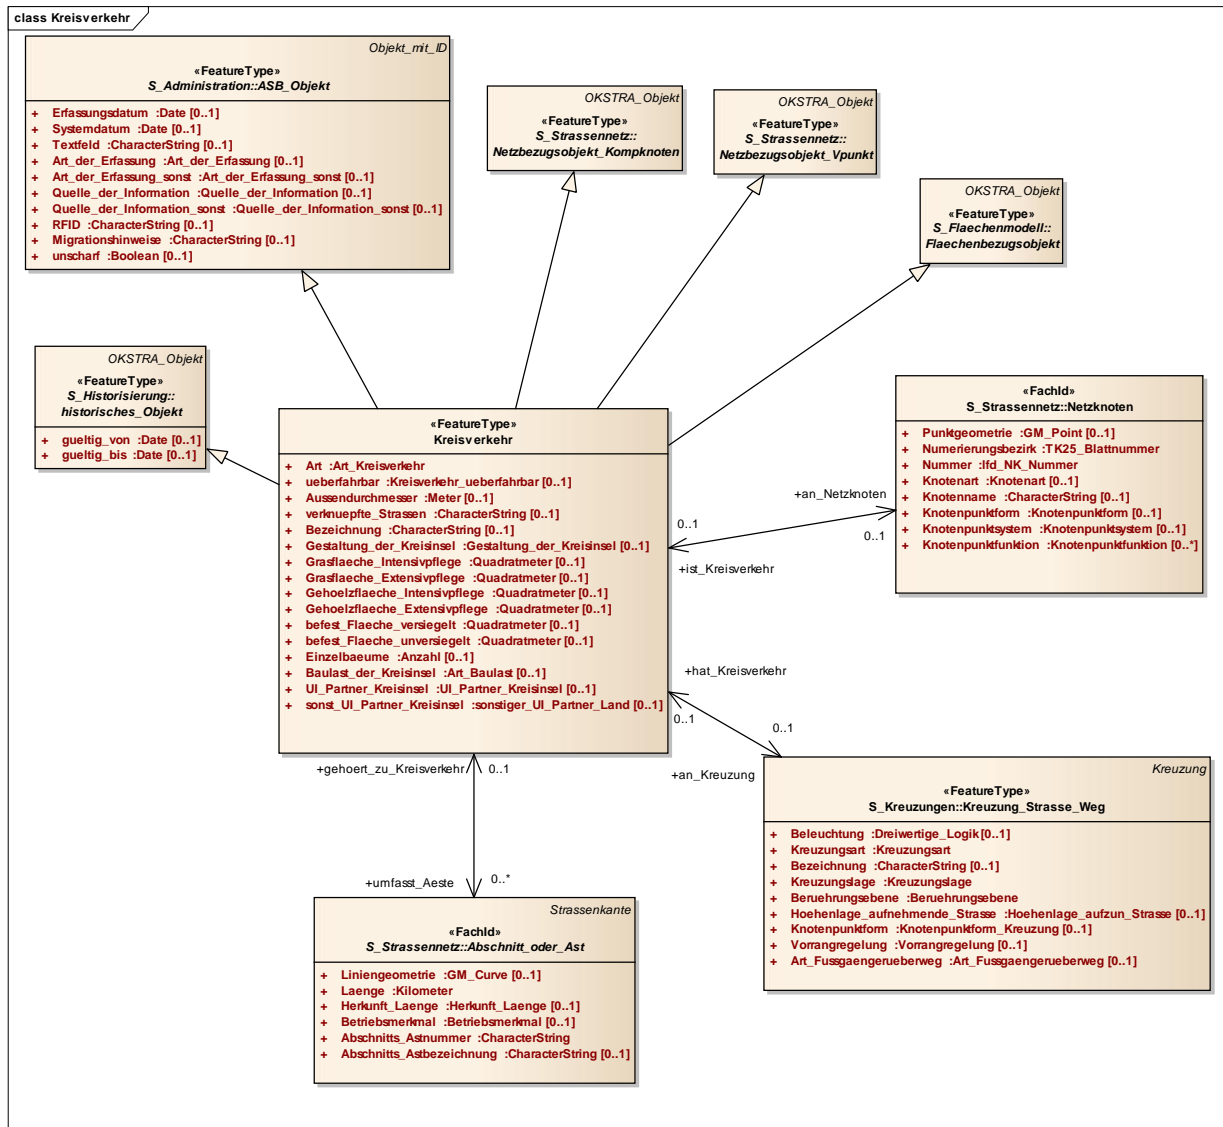 class Kreisverkehr
Objekt_mit_ID
«FeatureType»
S_Administration::ASB_Objekt
+ Erfassungsdatum :Date [0..1]
+ Systemdatum :Date [0..1]
+ Textfeld :CharacterString [0..1]
+ Art_der_Erfassung :Art_der_Erfassung [0..1]
+ Art_der_Erfassung_sonst :Art_der_Erfassung_sonst [0..1]
+ Quelle_der_Information :Quelle_der_Information [0..1]
+ Quelle_der_Information_sonst :Quelle_der_Information_sonst [0..1]
+ RFID :CharacterString [0..1]
+ Migrationshinweise :CharacterString [0..1]
+ unscharf :Boolean [0..1]
OKSTRA_Objekt
«FeatureType»
S_Strassennetz::
Netzbezugsobjekt_Kompknoten
OKSTRA_Objekt
«FeatureType»
S_Strassennetz::
Netzbezugsobjekt_Vpunkt
OKSTRA_Objekt
«FeatureType»
S_Flaechenmodell::
Flaechenbezugsobjekt
OKSTRA_Objekt
«FeatureType»
S_Historisierung::
historisches_Objekt
+ gueltig_von :Date [0..1]
+ gueltig_bis :Date [0..1]
«FeatureType»
Kreisverkehr
+ Art :Art_Kreisverkehr
+ ueberfahrbar :Kreisverkehr_ueberfahrbar [0..1]
+ Aussendurchmesser :Meter [0..1]
+ verknuepfte_Strassen :CharacterString [0..1]
+ Bezeichnung :CharacterString [0..1]
+ Gestaltung_der_Kreisinsel :Gestaltung_der_Kreisinsel [0..1]
+ Grasflaeche_Intensivpflege :Quadratmeter [0..1]
+ Grasflaeche_Extensivpflege :Quadratmeter [0..1]
+ Gehoelzflaeche_Intensivpflege :Quadratmeter [0..1]
+ Gehoelzflaeche_Extensivpflege :Quadratmeter [0..1]
+ befest_Flaeche_versiegelt :Quadratmeter [0..1]
+ befest_Flaeche_unversiegelt :Quadratmeter [0..1]
+ Einzelbaeume :Anzahl [0..1]
+ Baulast_der_Kreisinsel :Art_Baulast [0..1]
+ UI_Partner_Kreisinsel :UI_Partner_Kreisinsel [0..1]
+ sonst_UI_Partner_Kreisinsel :sonstiger_UI_Partner_Land [0..1]
«FachId»
S_Strassennetz::Netzknoten
+ Punktgeometrie :GM_Point [0..1]
+ Numerierungsbezirk :TK25_Blattnummer
+ Nummer :lfd_NK_Nummer
+ Knotenart :Knotenart [0..1]
+ Knotenname :CharacterString [0..1]
+ Knotenpunktform :Knotenpunktform [0..1]
+ Knotenpunktsystem :Knotenpunktsystem [0..1]
+ Knotenpunktfunktion :Knotenpunktfunktion [0..*]
+an_Netzknoten
0..1
0..1
+ist_Kreisverkehr
+hat_Kreisverkehr
0..1
0..1
+an_Kreuzung
+gehoert_zu_Kreisverkehr
0..1
+umfasst_Aeste
0..*
Kreuzung
«FeatureType»
S_Kreuzungen::Kreuzung_Strasse_Weg
+ Beleuchtung :Dreiwertige_Logik [0..1]
+ Kreuzungsart :Kreuzungsart
+ Bezeichnung :CharacterString [0..1]
+ Kreuzungslage :Kreuzungslage
+ Beruehrungsebene :Beruehrungsebene
+ Hoehenlage_aufnehmende_Strasse :Hoehenlage_aufzun_Strasse [0..1]
+ Knotenpunktform :Knotenpunktform_Kreuzung [0..1]
+ Vorrangregelung :Vorrangregelung [0..1]
+ Art_Fussgaengerueberweg :Art_Fussgaengerueberweg [0..1]
Strassenkante
«FachId»
S_Strassennetz::Abschnitt_oder_Ast
+ Liniengeometrie :GM_Curve [0..1]
+ Laenge :Kilometer
+ Herkunft_Laenge :Herkunft_Laenge [0..1]
+ Betriebsmerkmal :Betriebsmerkmal [0..1]
+ Abschnitts_Astnummer :CharacterString
+ Abschnitts_Astbezeichnung :CharacterString [0..1]